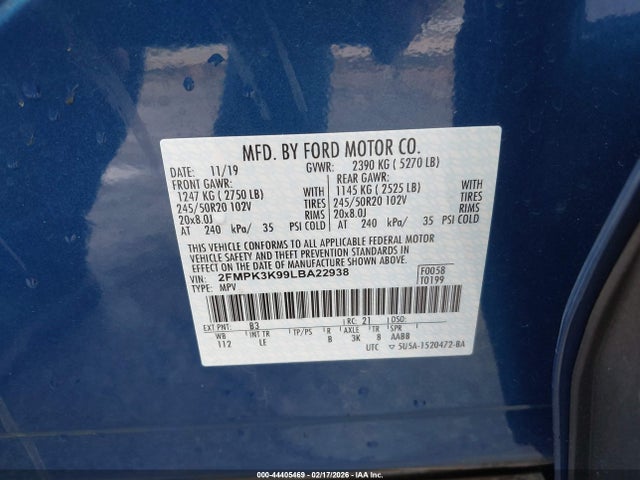 MFD. BY FORD MOTOR CO.
DATE: 11/19 GVWR: 2390 KG ( 5270 LB)
FRONT GAWR: REAR GAWR:
1247 KG ( 2750 LB) WITH 1145 KG ( 2525 LB) WITH
245/50R20 102V TIRES 245/50R20 102V TIRES
20x8.0J RIMS 20x8.0J RIMS
AT 240 kPa/ 35 PSI COLD AT 240 kPa/ 35 PSI COLD
THIS VEHICLE CONFORMS TO ALL APPLICABLE FEDERAL MOTOR
VEHICLE SAFETY AND THEFT PREVENTION STANDARDS IN
EFFECT ON THE DATE OF MANUFACTURE SHOWN ABOVE.
VIN: 2FMPK3K99LBA22938 F0058
TYPE: MPV T0199
EXT PNT: B3 RC: 21 DSO:
WB INT TR TP/PS R AXLE TR SPR
112 LE B 3K 8 AABB
UTC 5U5A-1520472-BA
000-44405469 - 02/17/2026 - IAA Corp.